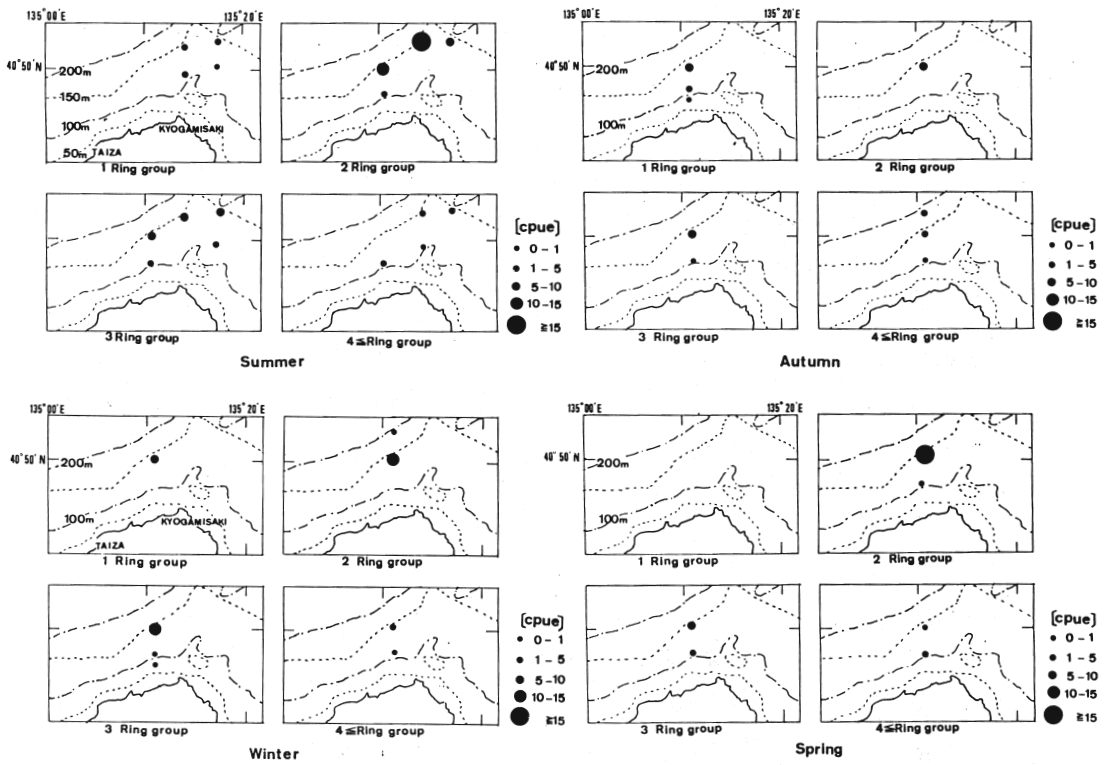 135°00'E 135°20'E
40°50'N
200m
150m
100m
50m
KYOGAMISAKI
TAIZA
1 Ring group
2 Ring group
3 Ring group
4≦Ring group
[cpue]
0-1
1-5
5-10
10-15
≧15
Summer
135°00'E 135°20'E
40°50'N
200m
100m
1 Ring group
2 Ring group
3 Ring group
4≦Ring group
[cpue]
0-1
1-5
5-10
10-15
≧15
Autumn
135°00'E 135°20'E
40°50'N
200m
100m
KYOGAMISAKI
TAIZA
1 Ring group
2 Ring group
3 Ring group
4≦Ring group
[cpue]
0-1
1-5
5-10
10-15
≧15
Winter
135°00'E 135°20'E
40°50'N
200m
100m
1 Ring group
2 Ring group
3 Ring group
4≦Ring group
[cpue]
0-1
1-5
5-10
10-15
≧15
Spring